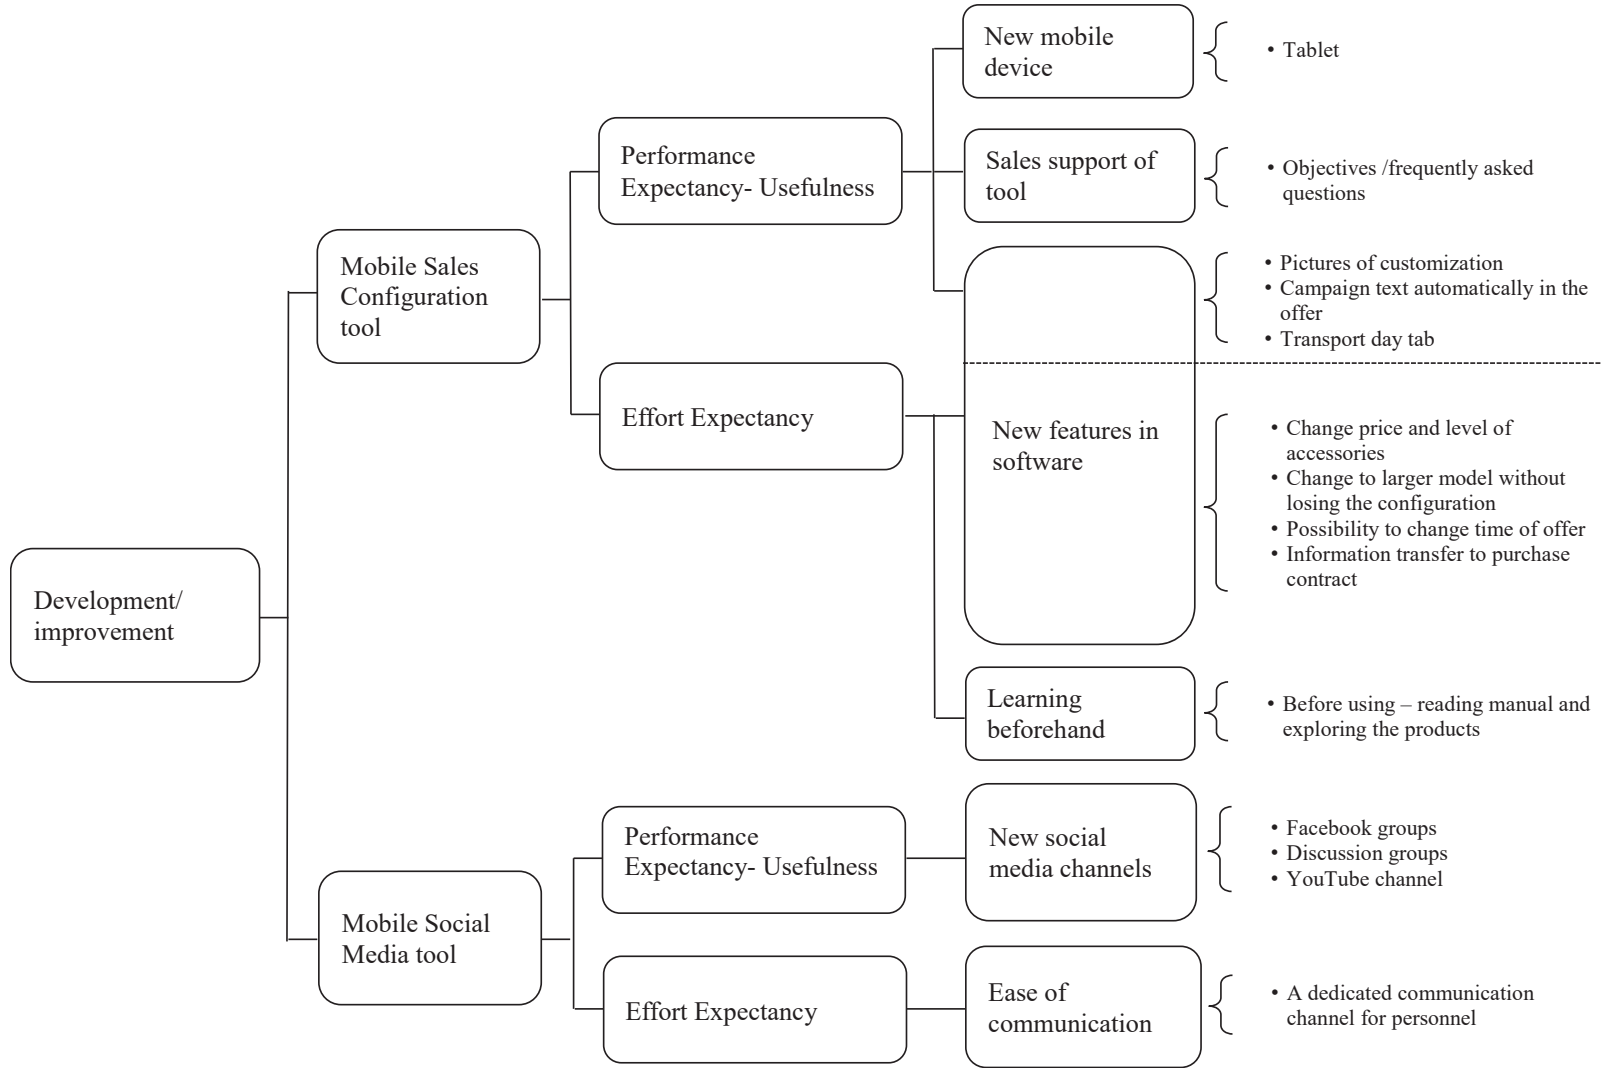 New mobile
device
• Tablet
Performance
Expectancy- Usefulness
Sales support of
tool
• Objectives /frequently asked
questions
Mobile Sales
Configuration
tool
• Pictures of customization
• Campaign text automatically in the
offer
• Transport day tab
Effort Expectancy
New features in
software
• Change price and level of
accessories
• Change to larger model without
losing the configuration
• Possibility to change time of offer
• Information transfer to purchase
contract
Development/
improvement
Learning
beforehand
• Before using – reading manual and
exploring the products
Performance
Expectancy- Usefulness
New social
media channels
• Facebook groups
• Discussion groups
• YouTube channel
Mobile Social
Media tool
Effort Expectancy
Ease of
communication
• A dedicated communication
channel for personnel